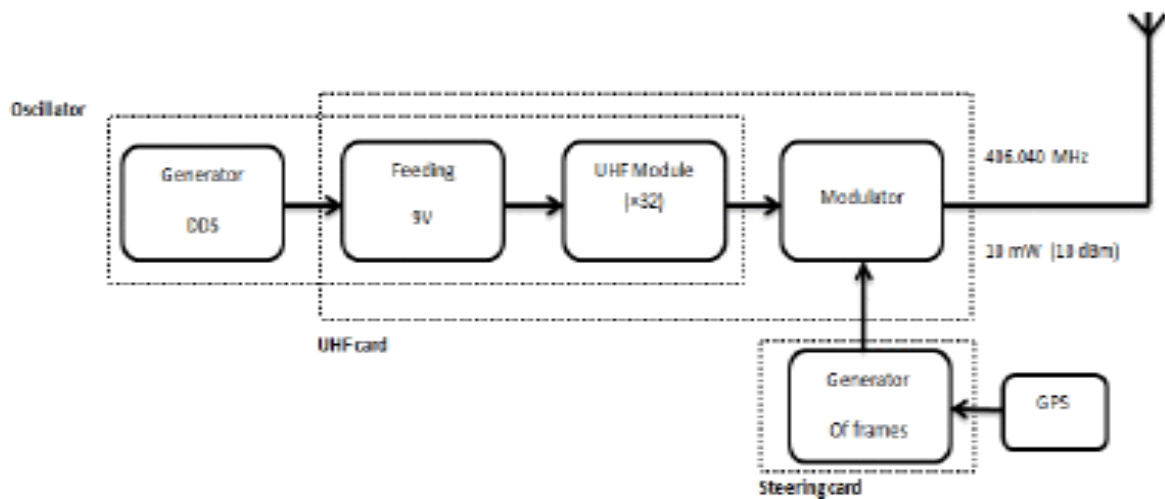 Oscillator
Generator
DDS
Feeding
9V
UHF Module
(×32)
Modulator
406.040 MHz
10 mW (10 dBm)
UHF card
Generator
Of frames
GPS
Steering card